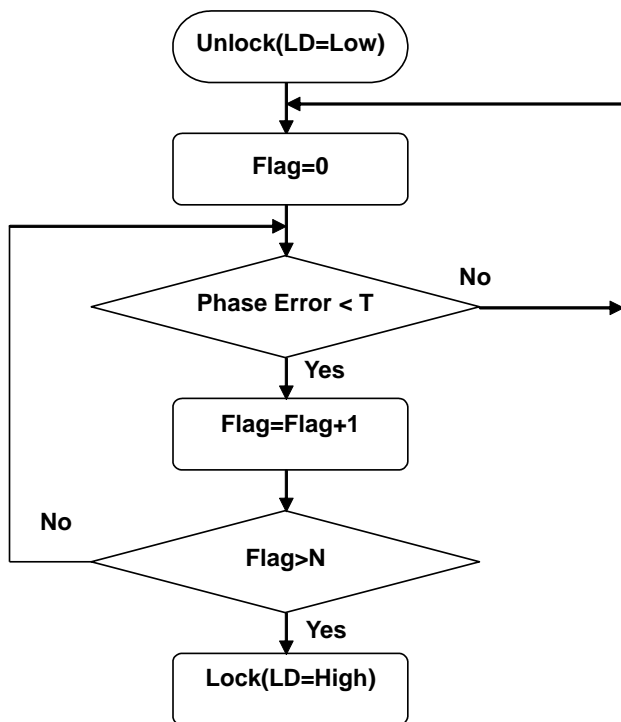 Unlock(LD=Low)
Flag=0
Phase Error < T
No
Yes
Flag=Flag+1
No
Flag>N
Yes
Lock(LD=High)